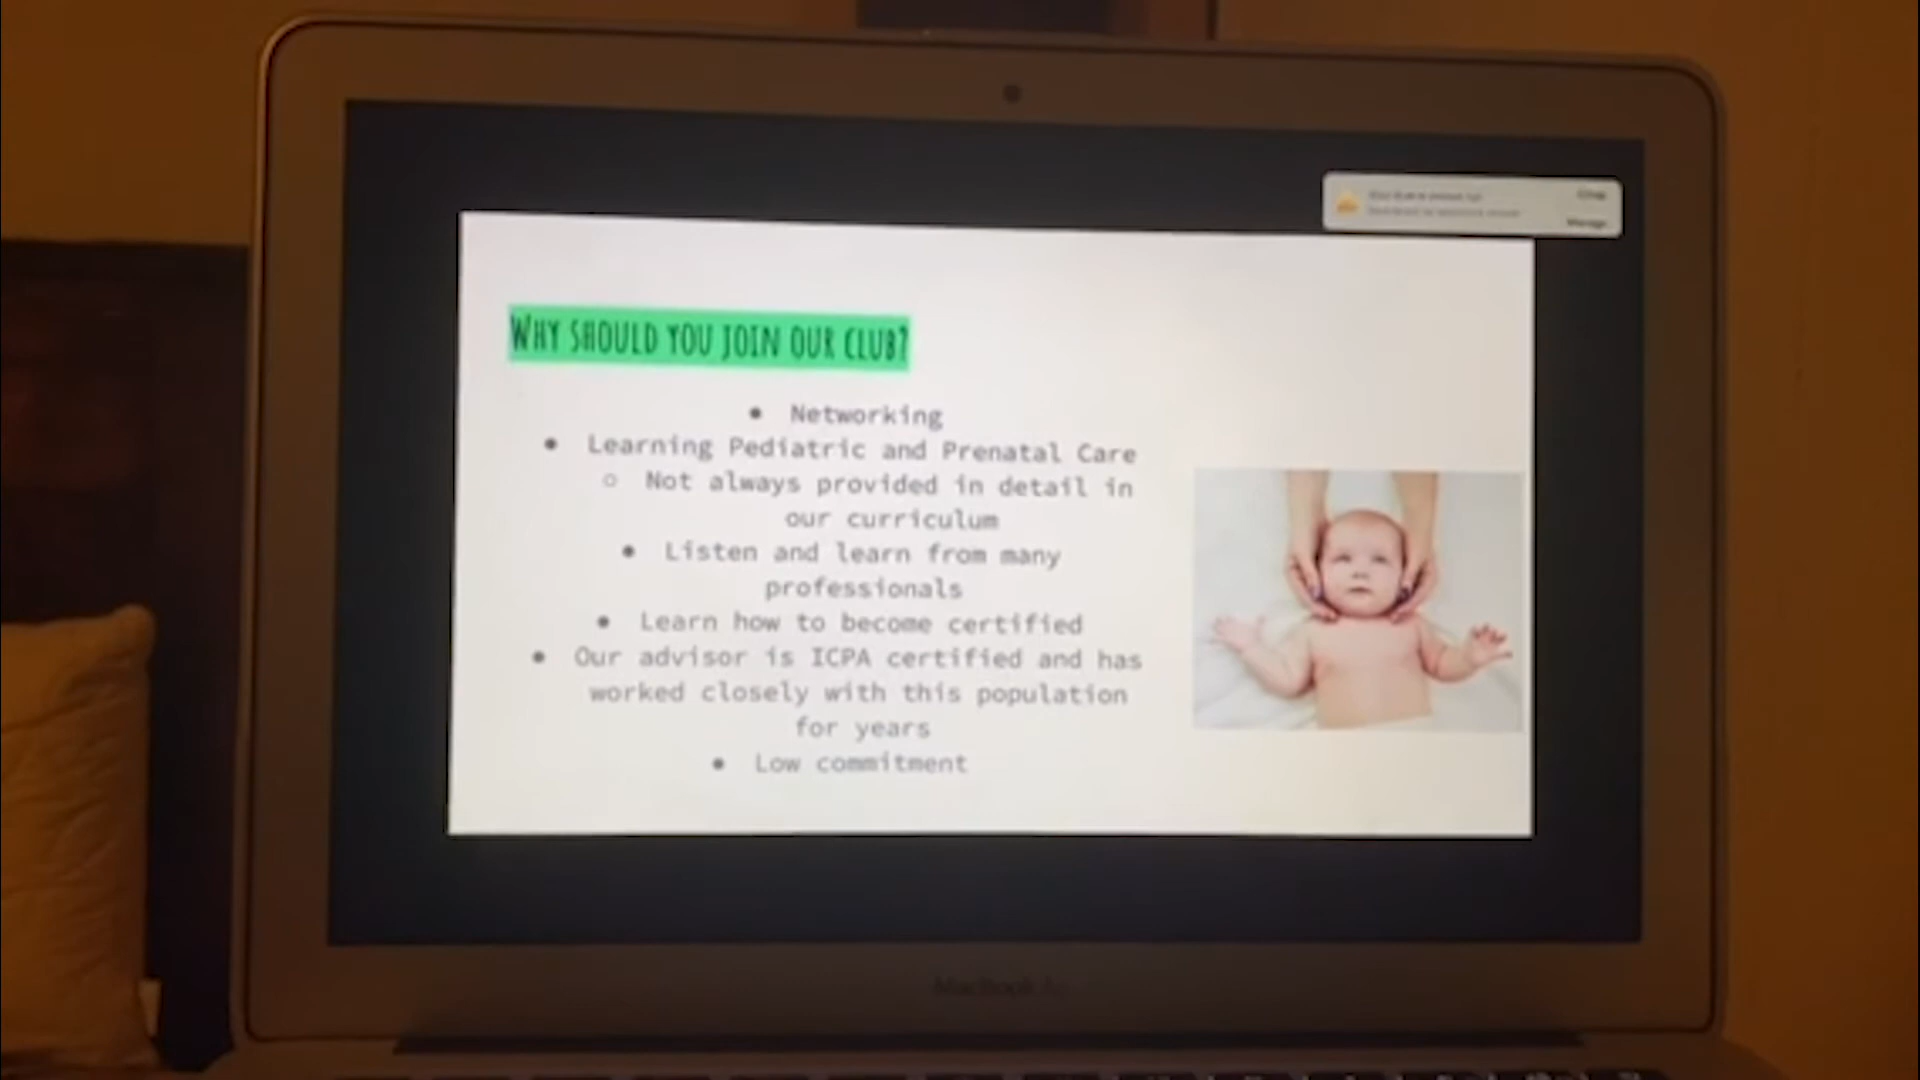 WHY SHOULD YOU JOIN OUR CLUB?
● Networking
● Learning Pediatric and Prenatal Care
○ Not always provided in detail in
our curriculum
● Listen and learn from many
professionals
● Learn how to become certified
● Our advisor is ICPA certified and has
worked closely with this population
for years
● Low commitment
MacBook